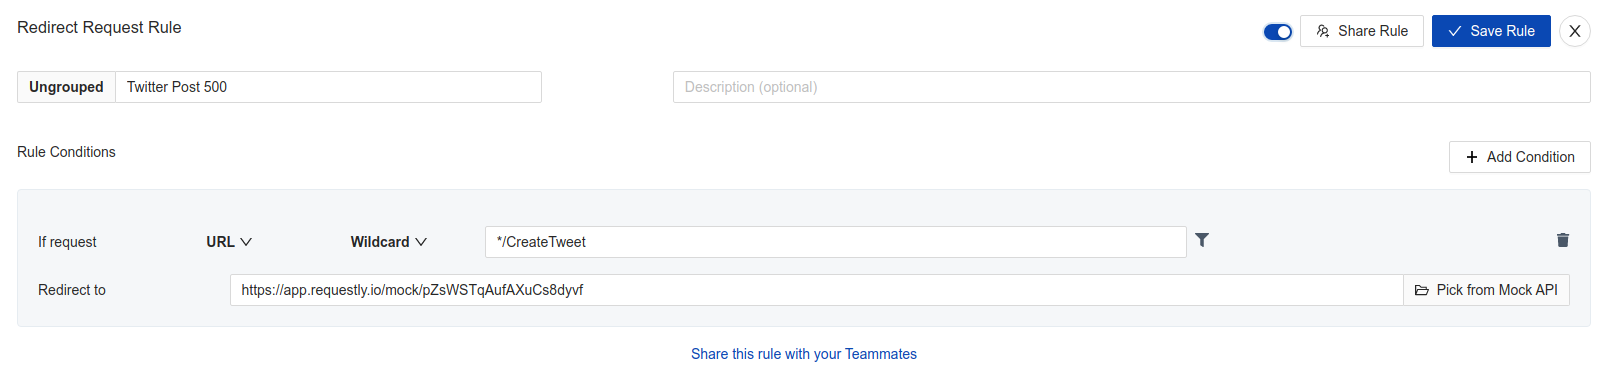 Redirect Request Rule
Share Rule
Save Rule
X
Ungrouped
Twitter Post 500
Description (optional)
Rule Conditions
+ Add Condition
If request
URL
Wildcard
*/CreateTweet
Redirect to
https://app.requestly.io/mock/pZsWSTqAufAXuCs8dyvf
Pick from Mock API
Share this rule with your Teammates